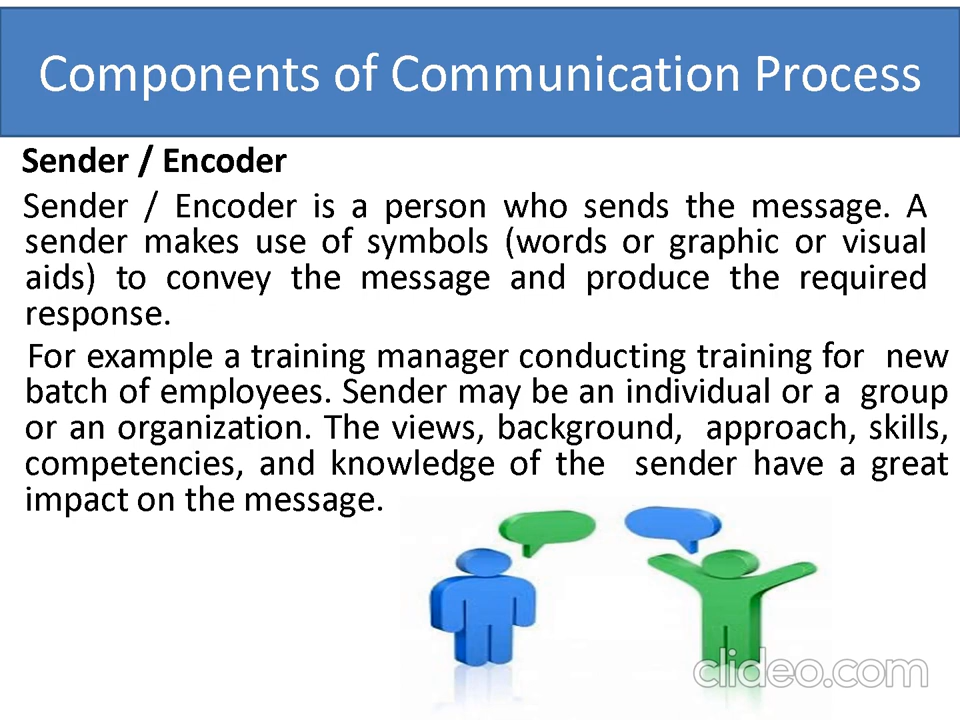 Components of Communication Process
Sender / Encoder
Sender / Encoder is a person who sends the message. A
sender makes use of symbols (words or graphic or visual
aids) to convey the message and produce the required
response.
For example a training manager conducting training for new
batch of employees. Sender may be an individual or a group
or an organization. The views, background, approach, skills,
competencies, and knowledge of the sender have a great
impact on the message.
clideo.com